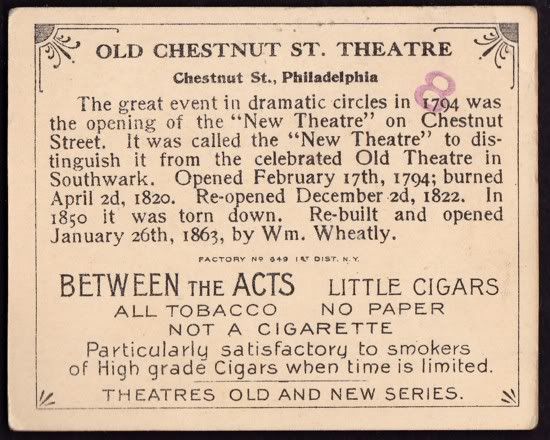 OLD CHESTNUT ST. THEATRE
Chestnut St., Philadelphia
The great event in dramatic circles in 1794 was
the opening of the "New Theatre" on Chestnut
Street. It was called the "New Theatre" to dis-
tinguish it from the celebrated Old Theatre in
Southwark. Opened February 17th, 1794; burned
April 2d, 1820. Re-opened December 2d, 1822. In
1850 it was torn down. Re-built and opened
January 26th, 1863, by Wm. Wheatly.
FACTORY Nº 649 1ST DIST. N.Y.
BETWEEN THE ACTS LITTLE CIGARS
ALL TOBACCO NO PAPER
NOT A CIGARETTE
Particularly satisfactory to smokers
of High grade Cigars when time is limited.
THEATRES OLD AND NEW SERIES.
8